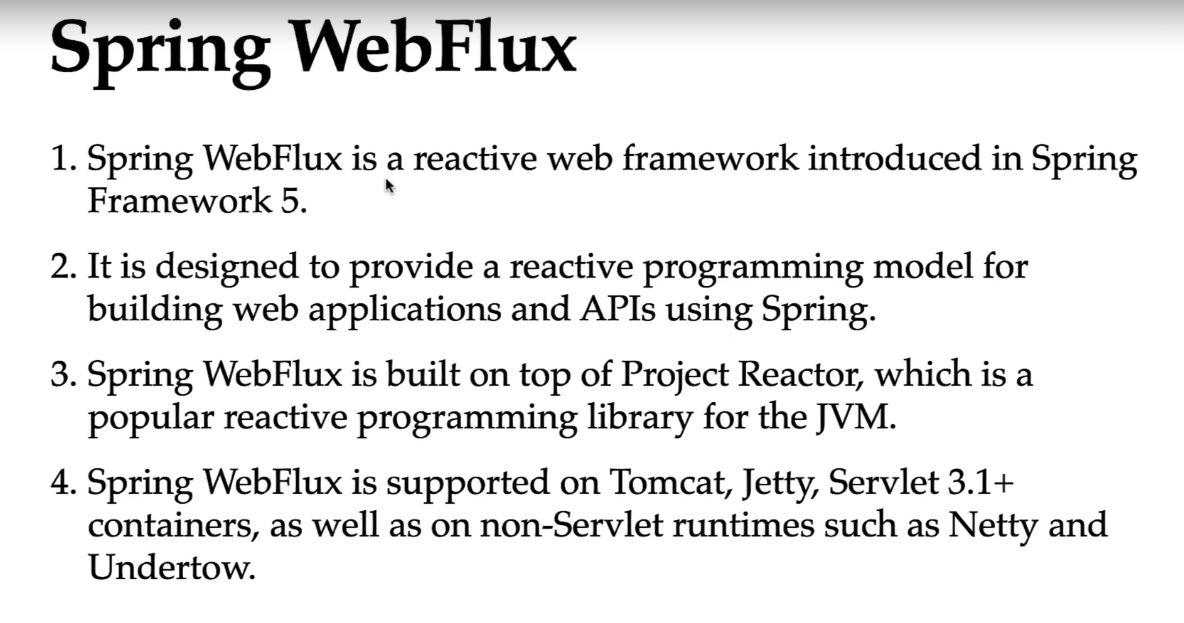 Spring WebFlux
1. Spring WebFlux is a reactive web framework introduced in Spring
Framework 5.
2. It is designed to provide a reactive programming model for
building web applications and APIs using Spring.
3. Spring WebFlux is built on top of Project Reactor, which is a
popular reactive programming library for the JVM.
4. Spring WebFlux is supported on Tomcat, Jetty, Servlet 3.1+
containers, as well as on non-Servlet runtimes such as Netty and
Undertow.